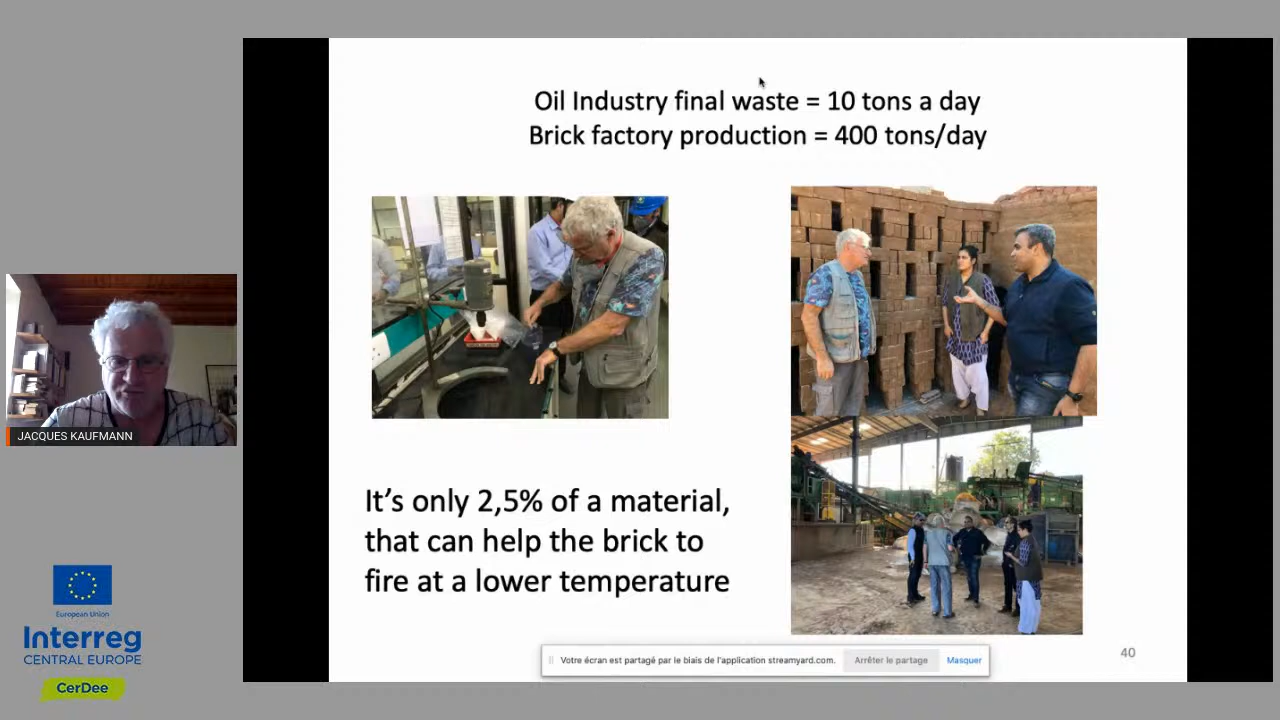 Oil Industry final waste = 10 tons a day
Brick factory production = 400 tons/day
It's only 2,5% of a material,
that can help the brick to
fire at a lower temperature
JACQUES KAUFMANN
European Union
Interreg
CENTRAL EUROPE
CerDee
Votre écran est partagé par le biais de l'application streamyard.com.
Arrêter le partage
Masquer
40